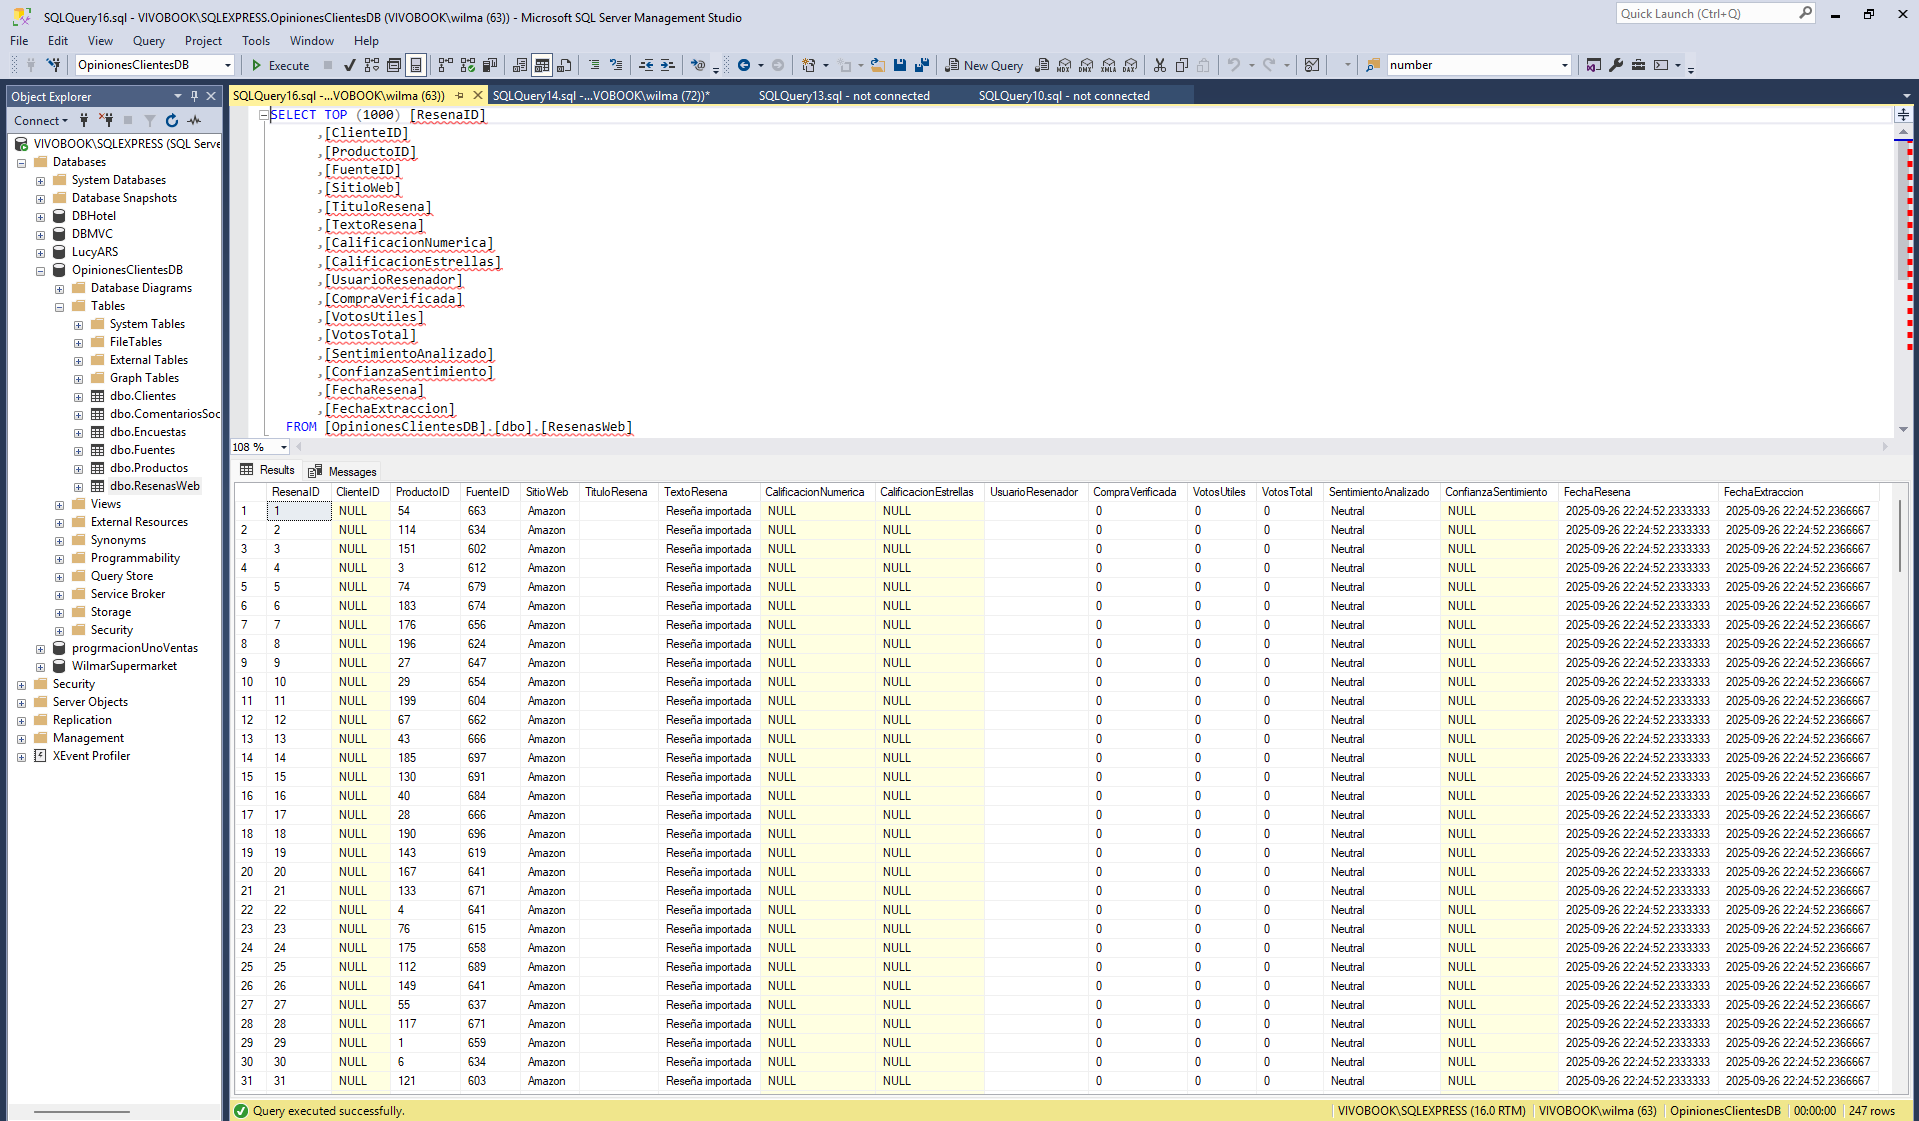 SQLQuery16.sql - VIVOBOOK\SQLEXPRESS.OpinionesClientesDB (VIVOBOOK\wilma (63)) - Microsoft SQL Server Management Studio
Quick Launch (Ctrl+Q)
File Edit View Query Project Tools Window Help
OpinionesClientesDB Execute New Query MDX DMX XMLA DAX number
Object Explorer
Connect
VIVOBOOK\SQLEXPRESS (SQL Serve
Databases
System Databases
Database Snapshots
DBHotel
DBMVC
LucyARS
OpinionesClientesDB
Database Diagrams
Tables
System Tables
FileTables
External Tables
Graph Tables
dbo.Clientes
dbo.ComentariosSoc
dbo.Encuestas
dbo.Fuentes
dbo.Productos
dbo.ResenasWeb
Views
External Resources
Synonyms
Programmability
Query Store
Service Broker
Storage
Security
progrmacionUnoVentas
WilmarSupermarket
Security
Server Objects
Replication
Management
XEvent Profiler
SQLQuery16.sql -...VOBOOK\wilma (63)) SQLQuery14.sql -...VOBOOK\wilma (72))* SQLQuery13.sql - not connected SQLQuery10.sql - not connected
SELECT TOP (1000) [ResenaID]
,[ClienteID]
,[ProductoID]
,[FuenteID]
,[SitioWeb]
,[TituloResena]
,[TextoResena]
,[CalificacionNumerica]
,[CalificacionEstrellas]
,[UsuarioResenador]
,[CompraVerificada]
,[VotosUtiles]
,[VotosTotal]
,[SentimientoAnalizado]
,[ConfianzaSentimiento]
,[FechaResena]
,[FechaExtraccion]
FROM [OpinionesClientesDB].[dbo].[ResenasWeb]
108 %
Results Messages
ResenaID ClienteID ProductoID FuenteID SitioWeb TituloResena TextoResena CalificacionNumerica CalificacionEstrellas UsuarioResenador CompraVerificada VotosUtiles VotosTotal SentimientoAnalizado ConfianzaSentimiento FechaResena FechaExtraccion
1 1 NULL 54 663 Amazon Reseña importada NULL NULL 0 0 0 Neutral NULL 2025-09-26 22:24:52.2333333 2025-09-26 22:24:52.2366667
2 2 NULL 114 634 Amazon Reseña importada NULL NULL 0 0 0 Neutral NULL 2025-09-26 22:24:52.2333333 2025-09-26 22:24:52.2366667
3 3 NULL 151 602 Amazon Reseña importada NULL NULL 0 0 0 Neutral NULL 2025-09-26 22:24:52.2333333 2025-09-26 22:24:52.2366667
4 4 NULL 3 612 Amazon Reseña importada NULL NULL 0 0 0 Neutral NULL 2025-09-26 22:24:52.2333333 2025-09-26 22:24:52.2366667
5 5 NULL 74 679 Amazon Reseña importada NULL NULL 0 0 0 Neutral NULL 2025-09-26 22:24:52.2333333 2025-09-26 22:24:52.2366667
6 6 NULL 183 674 Amazon Reseña importada NULL NULL 0 0 0 Neutral NULL 2025-09-26 22:24:52.2333333 2025-09-26 22:24:52.2366667
7 7 NULL 176 656 Amazon Reseña importada NULL NULL 0 0 0 Neutral NULL 2025-09-26 22:24:52.2333333 2025-09-26 22:24:52.2366667
8 8 NULL 196 624 Amazon Reseña importada NULL NULL 0 0 0 Neutral NULL 2025-09-26 22:24:52.2333333 2025-09-26 22:24:52.2366667
9 9 NULL 27 647 Amazon Reseña importada NULL NULL 0 0 0 Neutral NULL 2025-09-26 22:24:52.2333333 2025-09-26 22:24:52.2366667
10 10 NULL 29 654 Amazon Reseña importada NULL NULL 0 0 0 Neutral NULL 2025-09-26 22:24:52.2333333 2025-09-26 22:24:52.2366667
11 11 NULL 199 604 Amazon Reseña importada NULL NULL 0 0 0 Neutral NULL 2025-09-26 22:24:52.2333333 2025-09-26 22:24:52.2366667
12 12 NULL 67 662 Amazon Reseña importada NULL NULL 0 0 0 Neutral NULL 2025-09-26 22:24:52.2333333 2025-09-26 22:24:52.2366667
13 13 NULL 43 666 Amazon Reseña importada NULL NULL 0 0 0 Neutral NULL 2025-09-26 22:24:52.2333333 2025-09-26 22:24:52.2366667
14 14 NULL 185 697 Amazon Reseña importada NULL NULL 0 0 0 Neutral NULL 2025-09-26 22:24:52.2333333 2025-09-26 22:24:52.2366667
15 15 NULL 130 691 Amazon Reseña importada NULL NULL 0 0 0 Neutral NULL 2025-09-26 22:24:52.2333333 2025-09-26 22:24:52.2366667
16 16 NULL 40 684 Amazon Reseña importada NULL NULL 0 0 0 Neutral NULL 2025-09-26 22:24:52.2333333 2025-09-26 22:24:52.2366667
17 17 NULL 28 666 Amazon Reseña importada NULL NULL 0 0 0 Neutral NULL 2025-09-26 22:24:52.2333333 2025-09-26 22:24:52.2366667
18 18 NULL 190 696 Amazon Reseña importada NULL NULL 0 0 0 Neutral NULL 2025-09-26 22:24:52.2333333 2025-09-26 22:24:52.2366667
19 19 NULL 143 619 Amazon Reseña importada NULL NULL 0 0 0 Neutral NULL 2025-09-26 22:24:52.2333333 2025-09-26 22:24:52.2366667
20 20 NULL 167 641 Amazon Reseña importada NULL NULL 0 0 0 Neutral NULL 2025-09-26 22:24:52.2333333 2025-09-26 22:24:52.2366667
21 21 NULL 133 671 Amazon Reseña importada NULL NULL 0 0 0 Neutral NULL 2025-09-26 22:24:52.2333333 2025-09-26 22:24:52.2366667
22 22 NULL 4 641 Amazon Reseña importada NULL NULL 0 0 0 Neutral NULL 2025-09-26 22:24:52.2333333 2025-09-26 22:24:52.2366667
23 23 NULL 76 615 Amazon Reseña importada NULL NULL 0 0 0 Neutral NULL 2025-09-26 22:24:52.2333333 2025-09-26 22:24:52.2366667
24 24 NULL 175 658 Amazon Reseña importada NULL NULL 0 0 0 Neutral NULL 2025-09-26 22:24:52.2333333 2025-09-26 22:24:52.2366667
25 25 NULL 112 689 Amazon Reseña importada NULL NULL 0 0 0 Neutral NULL 2025-09-26 22:24:52.2333333 2025-09-26 22:24:52.2366667
26 26 NULL 149 641 Amazon Reseña importada NULL NULL 0 0 0 Neutral NULL 2025-09-26 22:24:52.2333333 2025-09-26 22:24:52.2366667
27 27 NULL 55 637 Amazon Reseña importada NULL NULL 0 0 0 Neutral NULL 2025-09-26 22:24:52.2333333 2025-09-26 22:24:52.2366667
28 28 NULL 117 671 Amazon Reseña importada NULL NULL 0 0 0 Neutral NULL 2025-09-26 22:24:52.2333333 2025-09-26 22:24:52.2366667
29 29 NULL 1 659 Amazon Reseña importada NULL NULL 0 0 0 Neutral NULL 2025-09-26 22:24:52.2333333 2025-09-26 22:24:52.2366667
30 30 NULL 6 634 Amazon Reseña importada NULL NULL 0 0 0 Neutral NULL 2025-09-26 22:24:52.2333333 2025-09-26 22:24:52.2366667
31 31 NULL 121 603 Amazon Reseña importada NULL NULL 0 0 0 Neutral NULL 2025-09-26 22:24:52.2333333 2025-09-26 22:24:52.2366667
Query executed successfully. VIVOBOOK\SQLEXPRESS (16.0 RTM) VIVOBOOK\wilma (63) OpinionesClientesDB 00:00:00 247 rows